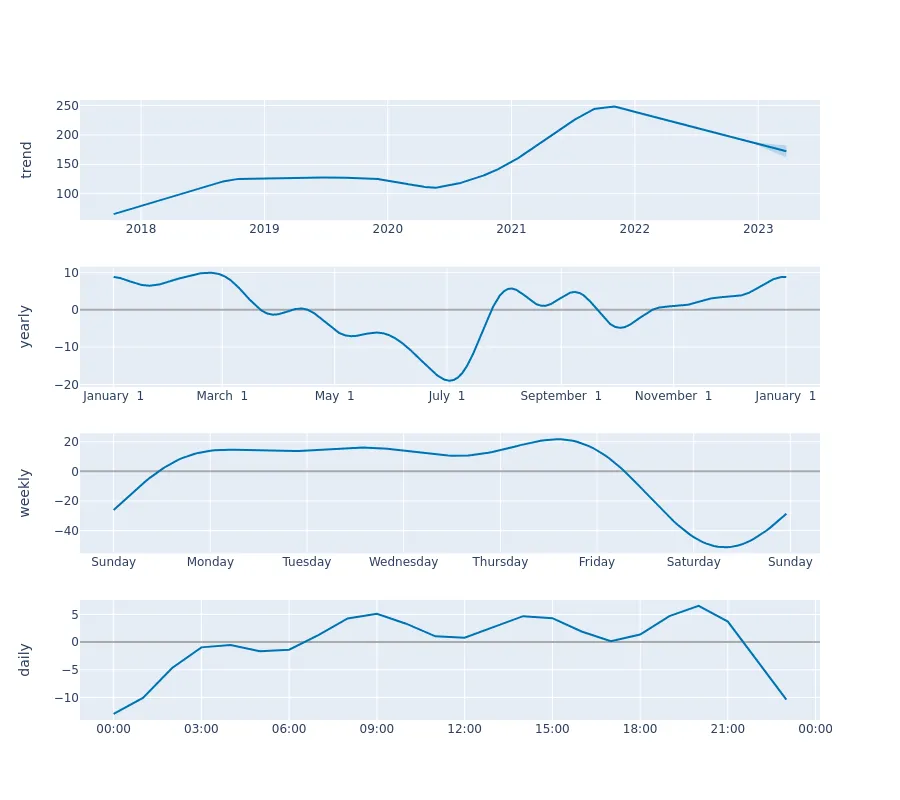 250
200
150
100
trend
2018 2019 2020 2021 2022 2023
10
0
−10
−20
yearly
January 1 March 1 May 1 July 1 September 1 November 1 January 1
20
0
−20
−40
weekly
Sunday Monday Tuesday Wednesday Thursday Friday Saturday Sunday
5
0
−5
−10
daily
00:00 03:00 06:00 09:00 12:00 15:00 18:00 21:00 00:00